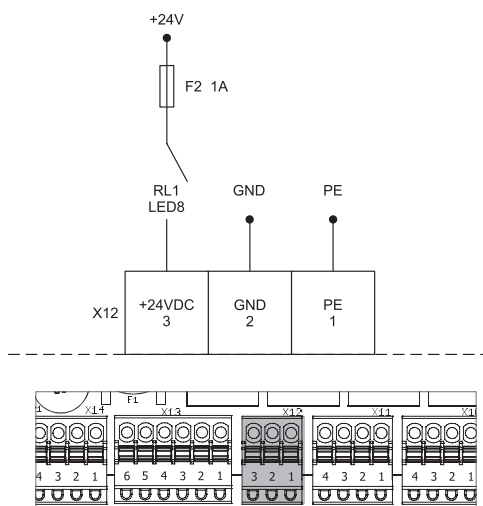 +24V
F2 1A
RL1
LED8
GND
PE
X12
+24VDC
3
GND
2
PE
1
F1
1 X14 X13 X12 X11 X1
4 3 2 1 6 5 4 3 2 1 3 2 1 4 3 2 1 4 3 2 1